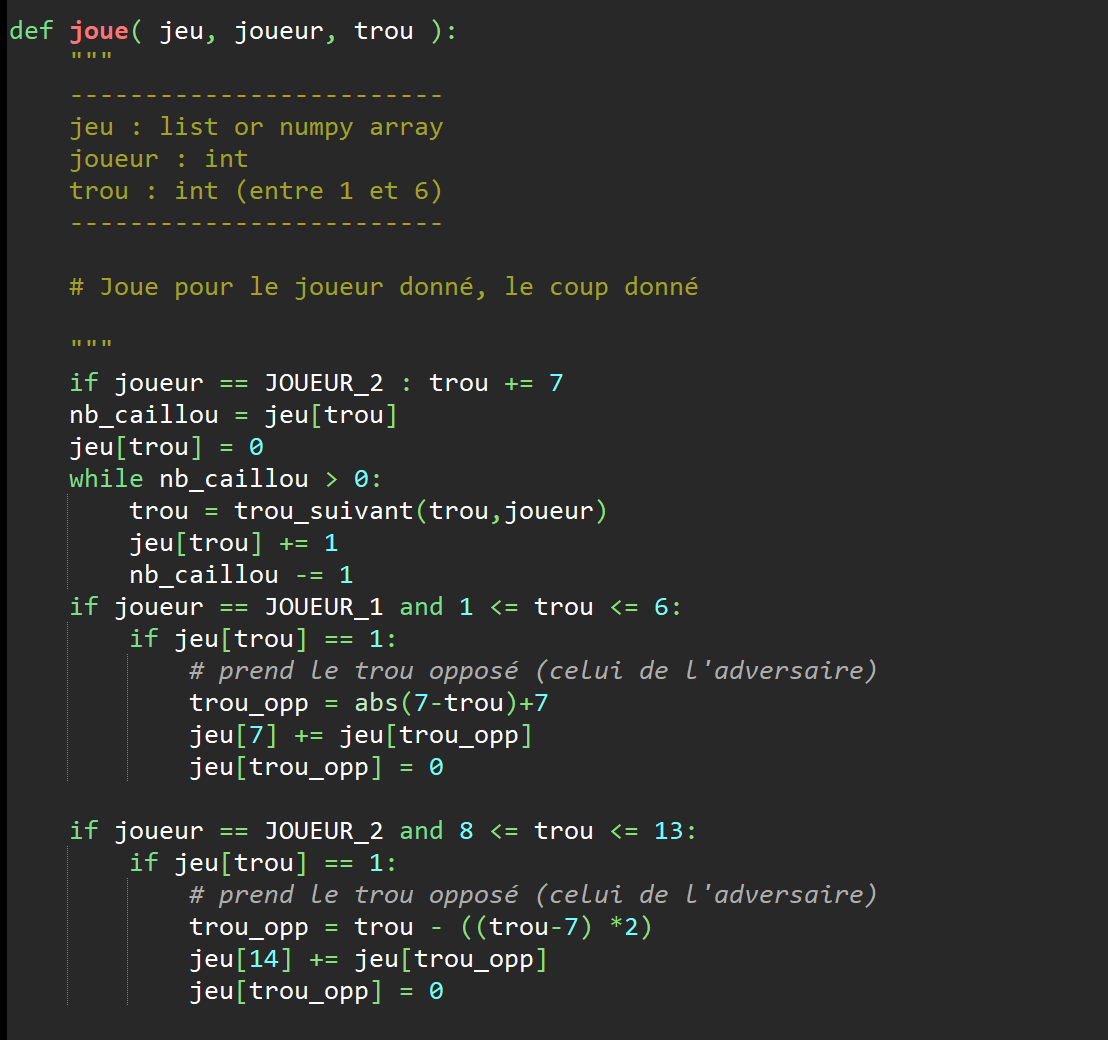 def joue( jeu, joueur, trou ):
    """
    -------------------------
    jeu : list or numpy array
    joueur : int
    trou : int (entre 1 et 6)
    -------------------------

    # Joue pour le joueur donné, le coup donné

    """
    if joueur == JOUEUR_2 : trou += 7
    nb_caillou = jeu[trou]
    jeu[trou] = 0
    while nb_caillou > 0:
        trou = trou_suivant(trou,joueur)
        jeu[trou] += 1
        nb_caillou -= 1
    if joueur == JOUEUR_1 and 1 <= trou <= 6:
        if jeu[trou] == 1:
            # prend le trou opposé (celui de l'adversaire)
            trou_opp = abs(7-trou)+7
            jeu[7] += jeu[trou_opp]
            jeu[trou_opp] = 0

    if joueur == JOUEUR_2 and 8 <= trou <= 13:
        if jeu[trou] == 1:
            # prend le trou opposé (celui de l'adversaire)
            trou_opp = trou - ((trou-7) *2)
            jeu[14] += jeu[trou_opp]
            jeu[trou_opp] = 0